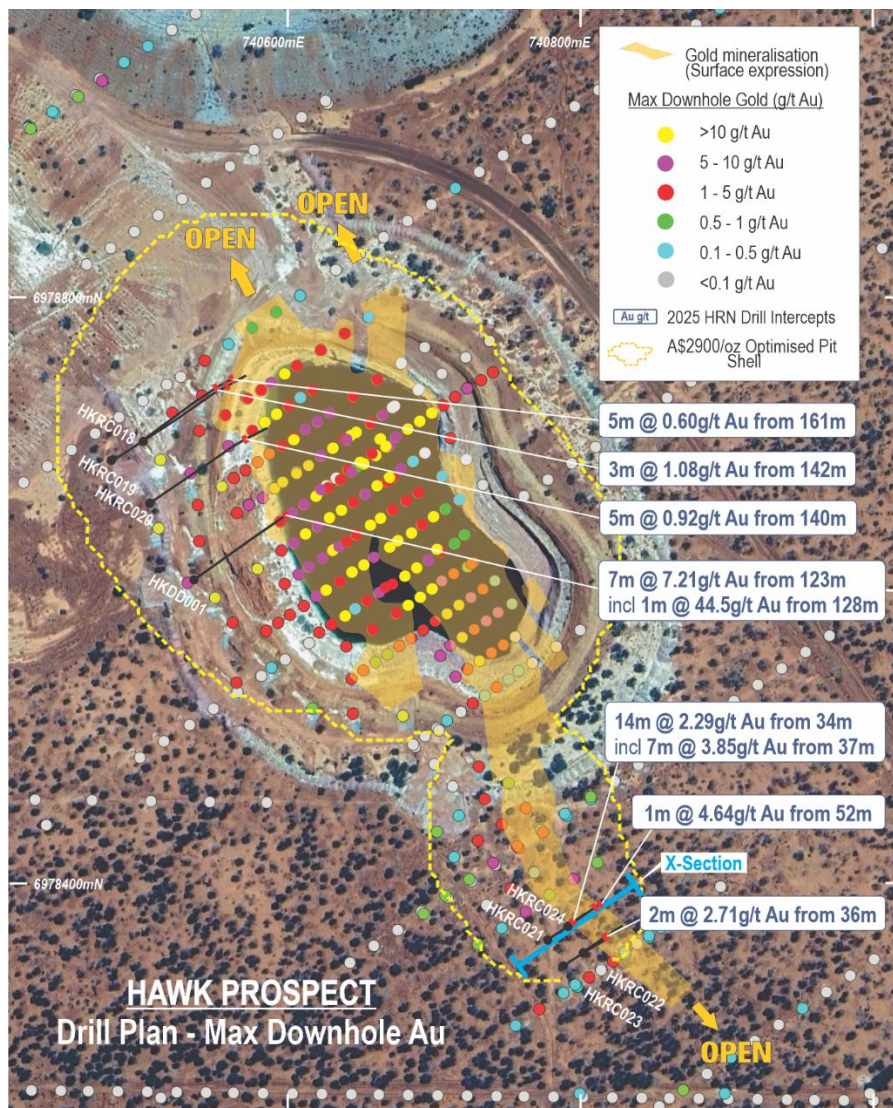 740600mE
740800mE
Gold mineralisation
(Surface expression)
Max Downhole Gold (g/t Au)
>10 g/t Au
5 - 10 g/t Au
1 - 5 g/t Au
0.5 - 1 g/t Au
0.1 - 0.5 g/t Au
<0.1 g/t Au
Au g/t
2025 HRN Drill Intercepts
A$2900/oz Optimised Pit
Shell
OPEN
OPEN
6978800mN
5m @ 0.60g/t Au from 161m
3m @ 1.08g/t Au from 142m
5m @ 0.92g/t Au from 140m
7m @ 7.21g/t Au from 123m
incl 1m @ 44.5g/t Au from 128m
HKRC018
HKRC019
HKRC020
HKDD001
14m @ 2.29g/t Au from 34m
incl 7m @ 3.85g/t Au from 37m
1m @ 4.64g/t Au from 52m
X-Section
2m @ 2.71g/t Au from 36m
6978400mN
HKRC024
HKRC021
HKRC022
HKRC023
HAWK PROSPECT
Drill Plan - Max Downhole Au
OPEN